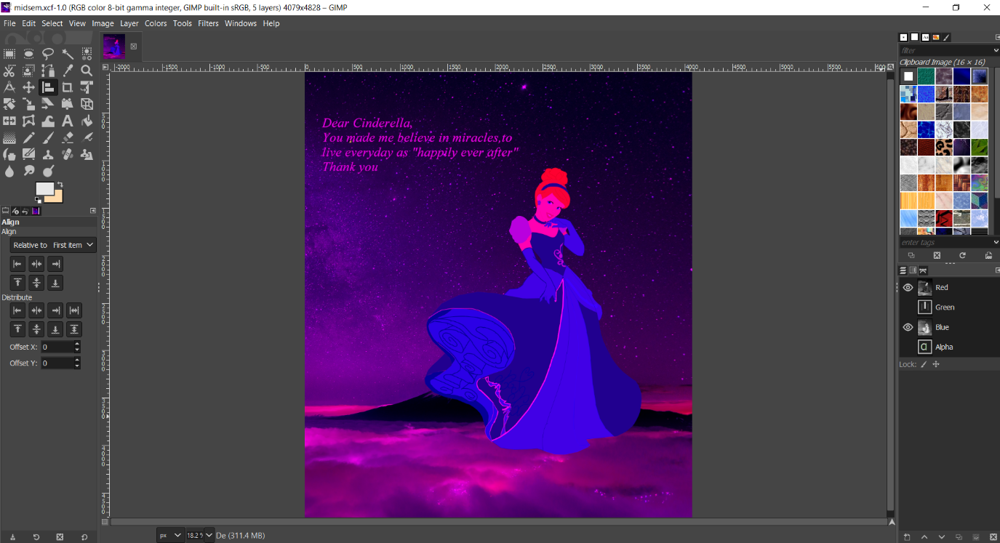 midsem.xcf-1.0 (RGB color 8-bit gamma integer, GIMP built-in sRGB, 5 layers) 4079x4828 – GIMP
File Edit Select View Image Layer Colors Tools Filters Windows Help
-2000 -1500 -1000 -500 0 500 1000 1500 2000 2500 3000 3500 4000 4500 5000
filter
Clipboard Image (16 × 16)
Dear Cinderella,
You made me believe in miracles,to
live everyday as "happily ever after"
Thank you
Align
Align
Relative to First item
Distribute
Offset X: 0
Offset Y: 0
enter tags
Red
Green
Blue
Alpha
Lock:
px 18.2 De (311.4 MB)